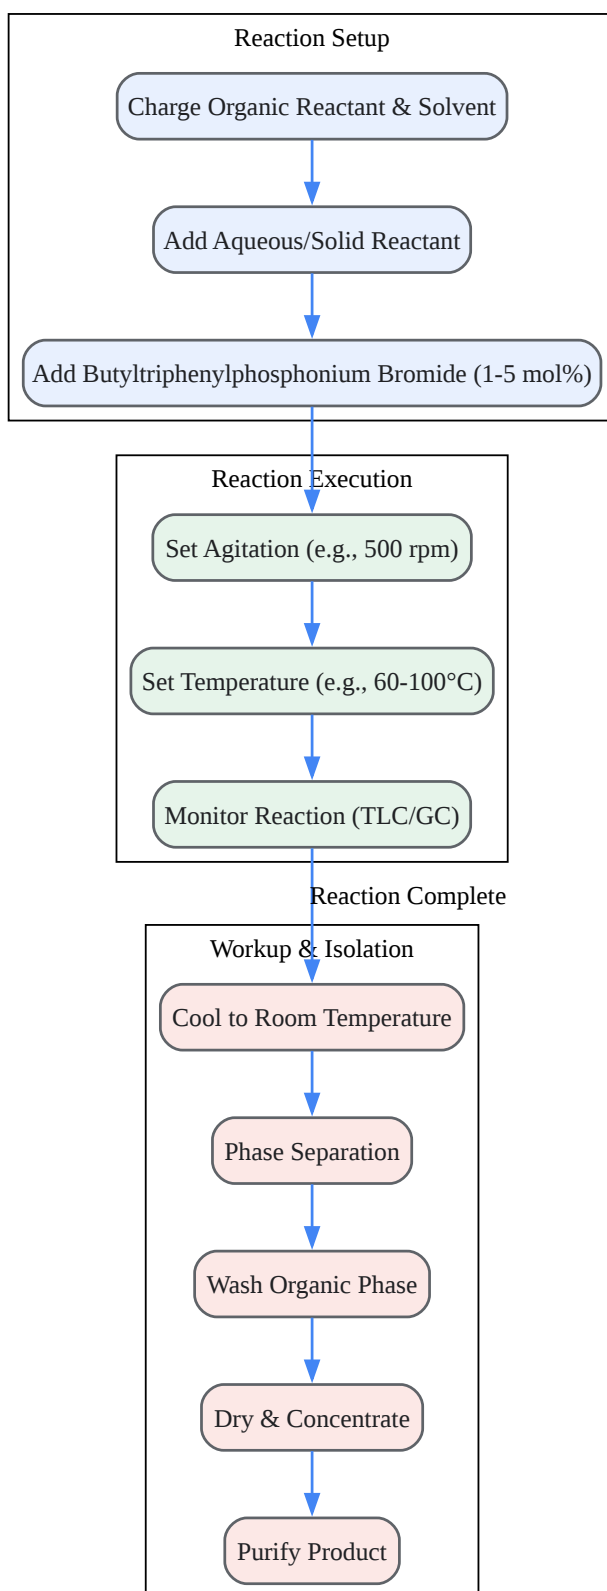 Reaction Setup
Charge Organic Reactant & Solvent
Add Aqueous/Solid Reactant
Add Butyltriphenylphosphonium Bromide (1-5 mol%)
Reaction Execution
Set Agitation (e.g., 500 rpm)
Set Temperature (e.g., 60-100°C)
Monitor Reaction (TLC/GC)
Reaction Complete
Workup & Isolation
Cool to Room Temperature
Phase Separation
Wash Organic Phase
Dry & Concentrate
Purify Product